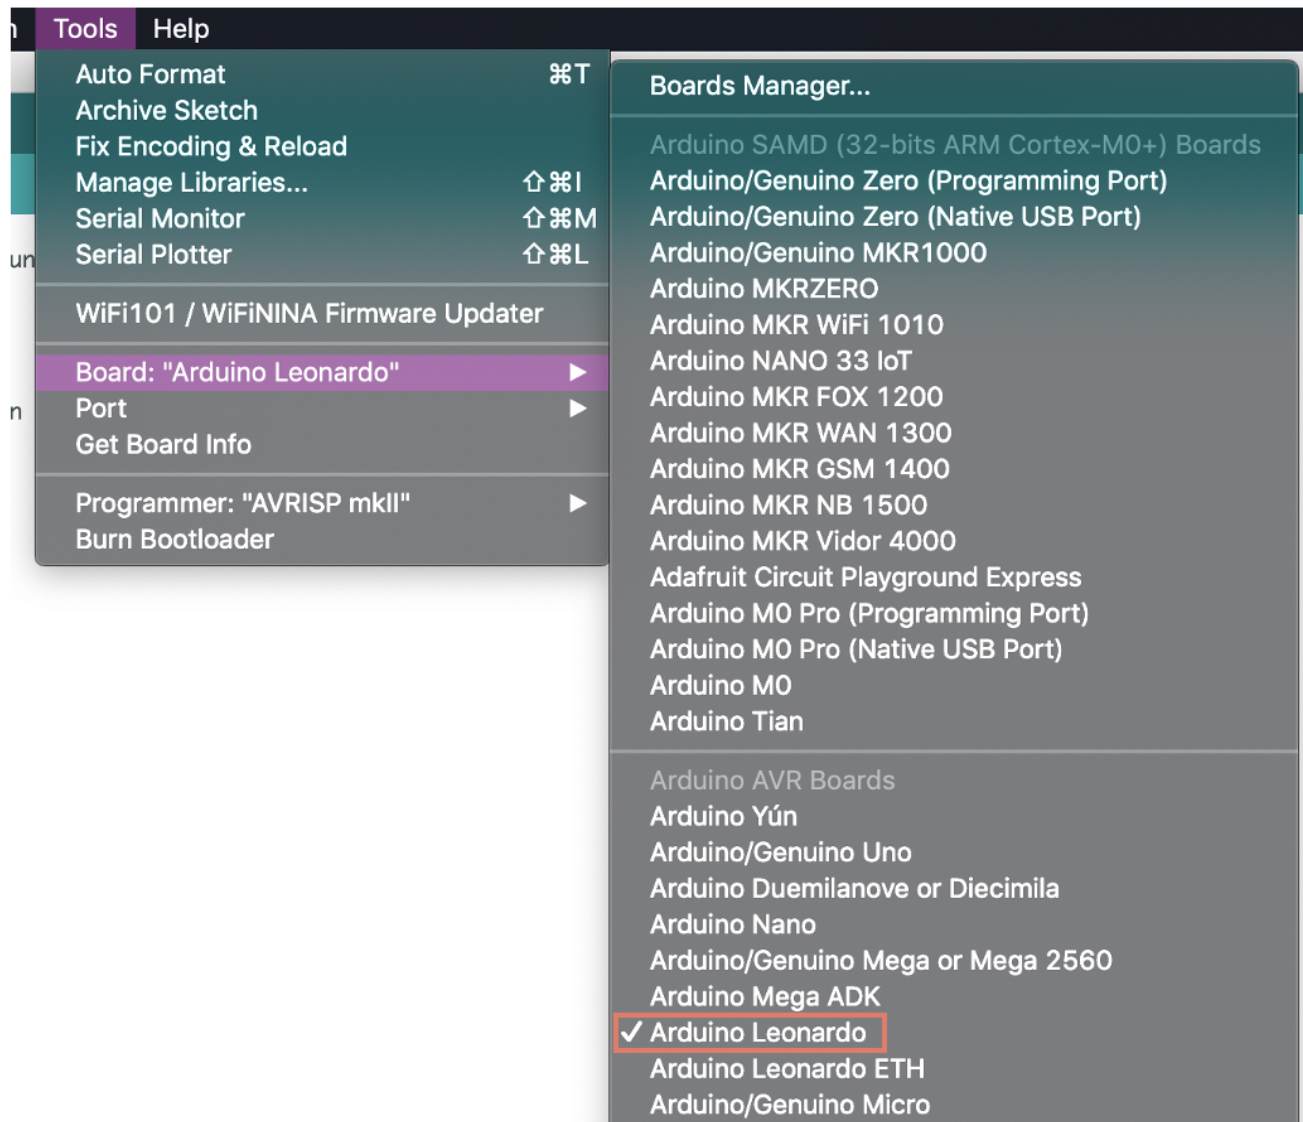 Tools Help
Auto Format ⌘T
Archive Sketch
Fix Encoding & Reload
Manage Libraries... ⇧⌘I
Serial Monitor ⇧⌘M
Serial Plotter ⇧⌘L
WiFi101 / WiFiNINA Firmware Updater
Board: "Arduino Leonardo" ▶
Port ▶
Get Board Info
Programmer: "AVRISP mkII" ▶
Burn Bootloader
Boards Manager...
Arduino SAMD (32-bits ARM Cortex-M0+) Boards
Arduino/Genuino Zero (Programming Port)
Arduino/Genuino Zero (Native USB Port)
Arduino/Genuino MKR1000
Arduino MKRZERO
Arduino MKR WiFi 1010
Arduino NANO 33 IoT
Arduino MKR FOX 1200
Arduino MKR WAN 1300
Arduino MKR GSM 1400
Arduino MKR NB 1500
Arduino MKR Vidor 4000
Adafruit Circuit Playground Express
Arduino M0 Pro (Programming Port)
Arduino M0 Pro (Native USB Port)
Arduino M0
Arduino Tian
Arduino AVR Boards
Arduino Yún
Arduino/Genuino Uno
Arduino Duemilanove or Diecimila
Arduino Nano
Arduino/Genuino Mega or Mega 2560
Arduino Mega ADK
✓ Arduino Leonardo
Arduino Leonardo ETH
Arduino/Genuino Micro